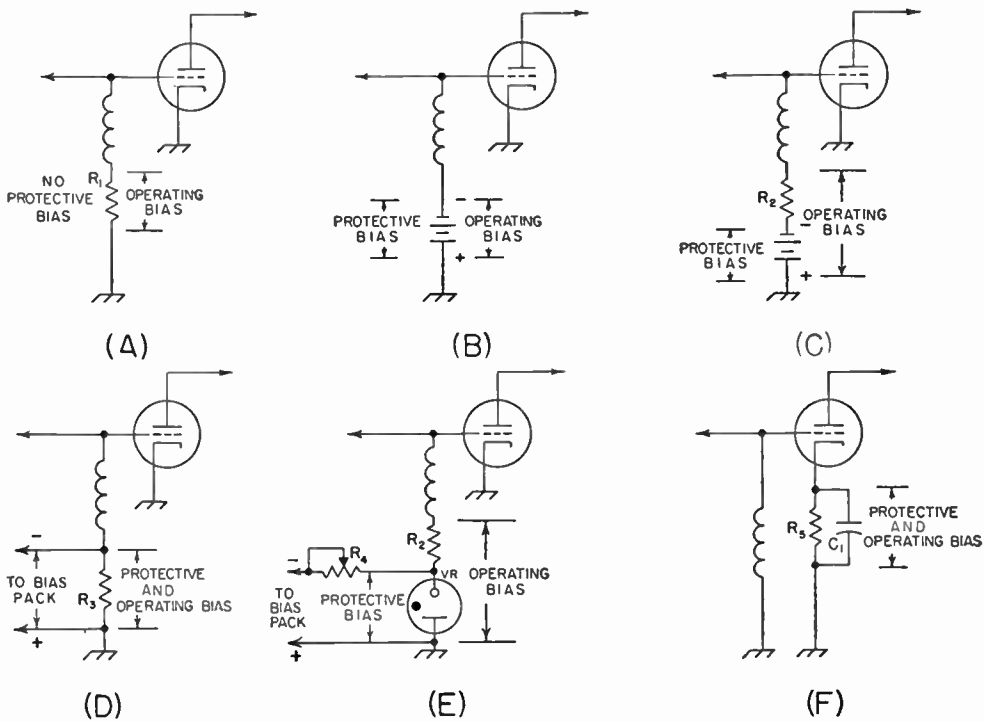 NO
PROTECTIVE
BIAS
R1
OPERATING
BIAS
(A)
PROTECTIVE
BIAS
-
+
OPERATING
BIAS
(B)
R2
PROTECTIVE
BIAS
-
+
OPERATING
BIAS
(C)
-
TO BIAS
PACK
+
R3
PROTECTIVE
AND
OPERATING BIAS
(D)
-
R4
TO
BIAS
PACK
+
PROTECTIVE
BIAS
R2
VR
OPERATING
BIAS
(E)
R5
C1
PROTECTIVE
AND
OPERATING BIAS
(F)